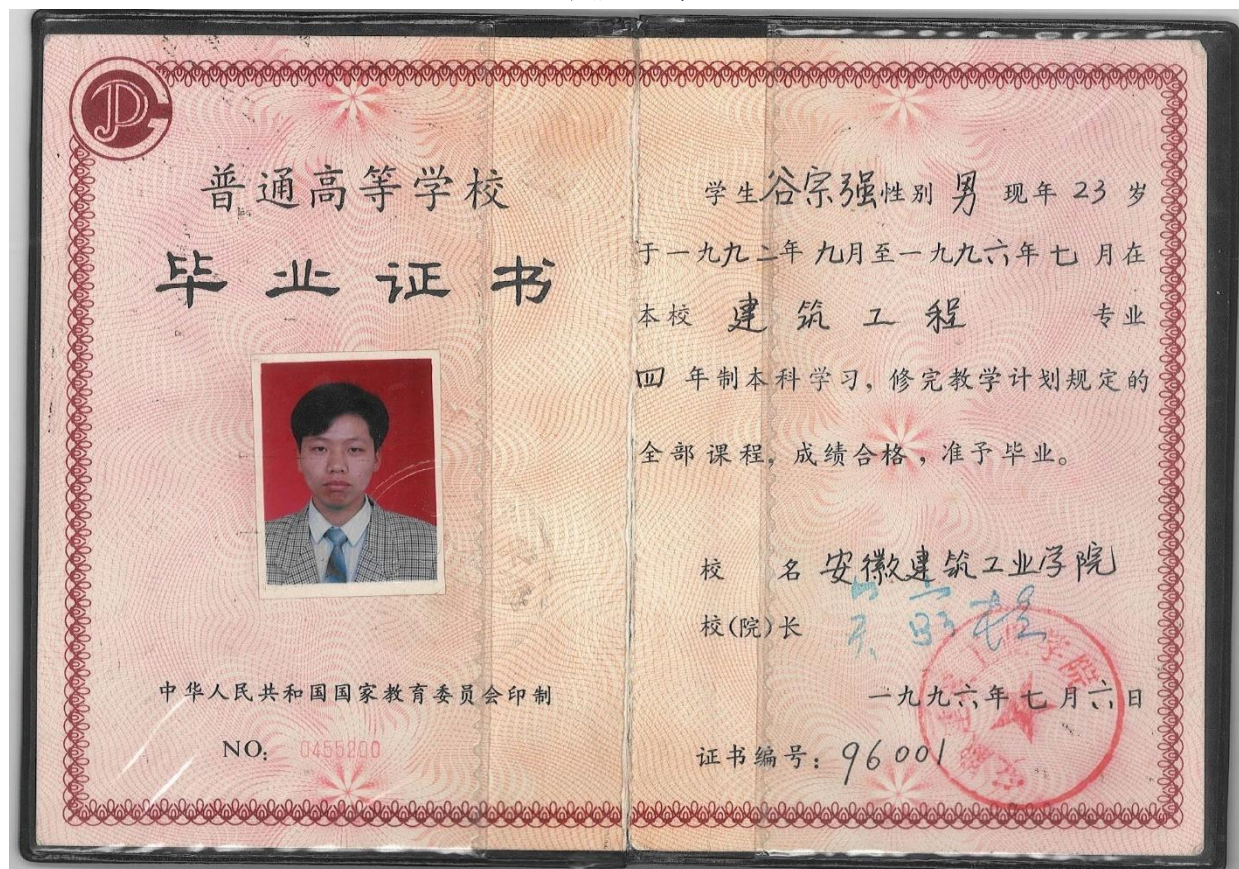 普通高等学校
毕业证书
中华人民共和国国家教育委员会印制
NO: 0455200
学生谷宗强性别 男 现年 23 岁
于一九九二年 九月至一九九六年 七 月在
本校 建筑工程 专业
四 年制本科学习，修完教学计划规定的
全部课程，成绩合格，准予毕业。
校 名 安徽建筑工业学院
校(院)长
一九九六年 七 月 六 日
证书编号：96001